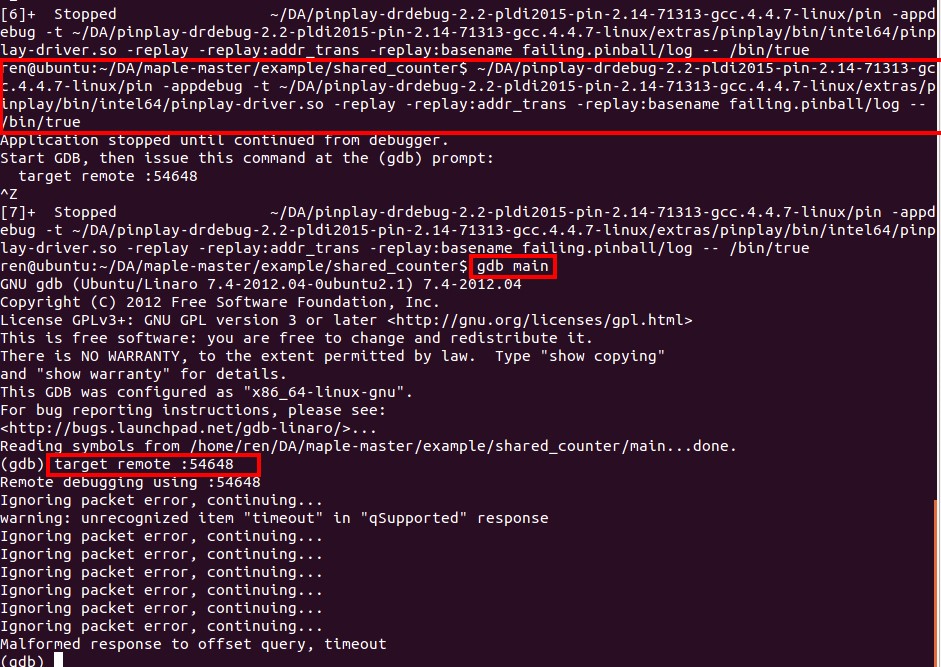 [6]+  Stopped                 ~/DA/pinplay-drdebug-2.2-pldi2015-pin-2.14-71313-gcc.4.4.7-linux/pin -appd
ebug -t ~/DA/pinplay-drdebug-2.2-pldi2015-pin-2.14-71313-gcc.4.4.7-linux/extras/pinplay/bin/intel64/pinp
lay-driver.so -replay -replay:addr_trans -replay:basename failing.pinball/log -- /bin/true
ren@ubuntu:~/DA/maple-master/example/shared_counter$ ~/DA/pinplay-drdebug-2.2-pldi2015-pin-2.14-71313-gc
c.4.4.7-linux/pin -appdebug -t ~/DA/pinplay-drdebug-2.2-pldi2015-pin-2.14-71313-gcc.4.4.7-linux/extras/p
inplay/bin/intel64/pinplay-driver.so -replay -replay:addr_trans -replay:basename failing.pinball/log --
/bin/true
Application stopped until continued from debugger.
Start GDB, then issue this command at the (gdb) prompt:
  target remote :54648
^Z
[7]+  Stopped                 ~/DA/pinplay-drdebug-2.2-pldi2015-pin-2.14-71313-gcc.4.4.7-linux/pin -appd
ebug -t ~/DA/pinplay-drdebug-2.2-pldi2015-pin-2.14-71313-gcc.4.4.7-linux/extras/pinplay/bin/intel64/pinp
lay-driver.so -replay -replay:addr_trans -replay:basename failing.pinball/log -- /bin/true
ren@ubuntu:~/DA/maple-master/example/shared_counter$ gdb main
GNU gdb (Ubuntu/Linaro 7.4-2012.04-0ubuntu2.1) 7.4-2012.04
Copyright (C) 2012 Free Software Foundation, Inc.
License GPLv3+: GNU GPL version 3 or later <http://gnu.org/licenses/gpl.html>
This is free software: you are free to change and redistribute it.
There is NO WARRANTY, to the extent permitted by law.  Type "show copying"
and "show warranty" for details.
This GDB was configured as "x86_64-linux-gnu".
For bug reporting instructions, please see:
<http://bugs.launchpad.net/gdb-linaro/>...
Reading symbols from /home/ren/DA/maple-master/example/shared_counter/main...done.
(gdb) target remote :54648
Remote debugging using :54648
Ignoring packet error, continuing...
warning: unrecognized item "timeout" in "qSupported" response
Ignoring packet error, continuing...
Ignoring packet error, continuing...
Ignoring packet error, continuing...
Ignoring packet error, continuing...
Ignoring packet error, continuing...
Ignoring packet error, continuing...
Malformed response to offset query, timeout
(gdb)